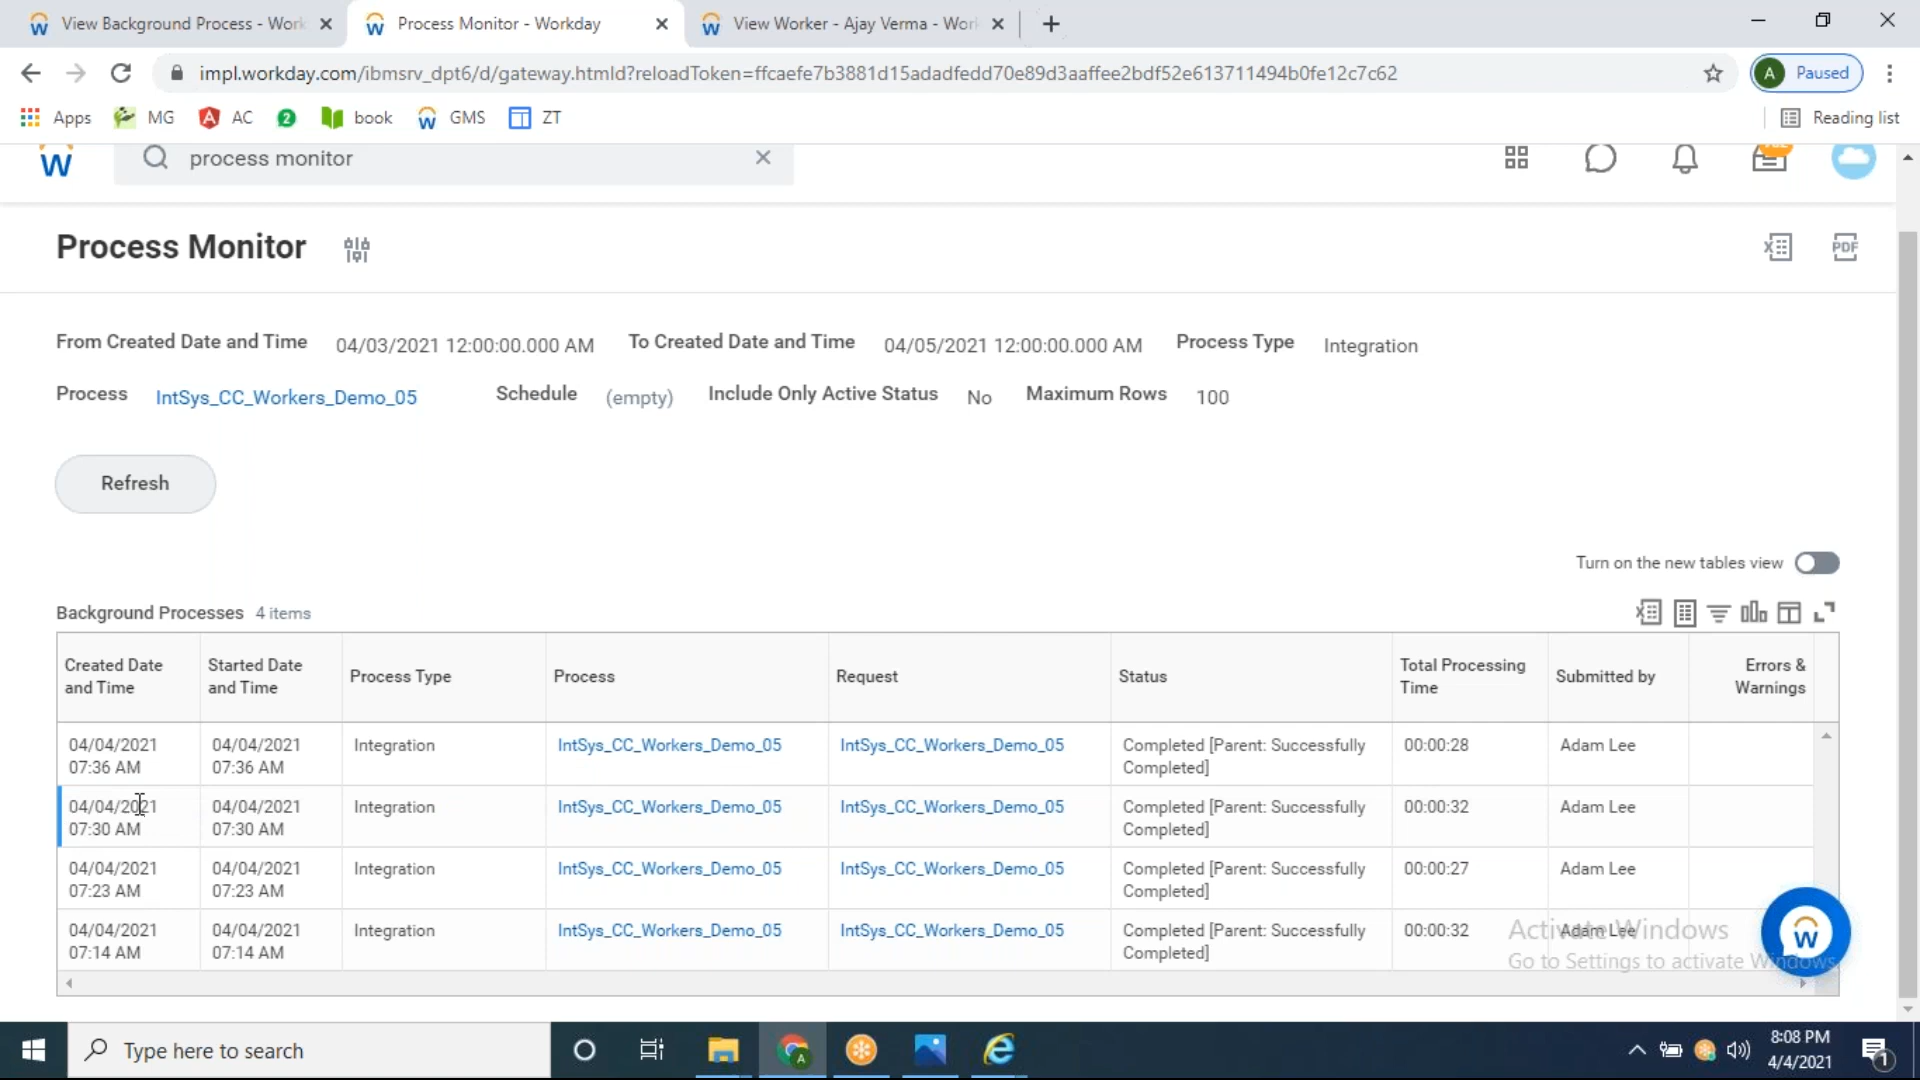 View Background Process - Work
Process Monitor - Workday
View Worker - Ajay Verma - Wor
impl.workday.com/ibmsrv_dpt6/d/gateway.htmld?reloadToken=ffcaefe7b3881d15adadfedd70e89d3aaffee2bdf52e613711494b0fe12c7c62
A Paused
Apps MG AC 2 book GMS ZT
Reading list
process monitor
Process Monitor
PDF
From Created Date and Time 04/03/2021 12:00:00.000 AM To Created Date and Time 04/05/2021 12:00:00.000 AM Process Type Integration
Process IntSys_CC_Workers_Demo_05 Schedule (empty) Include Only Active Status No Maximum Rows 100
Refresh
Turn on the new tables view
Background Processes 4 items
Created Date and Time Started Date and Time Process Type Process Request Status Total Processing Time Submitted by Errors & Warnings
04/04/2021 07:36 AM 04/04/2021 07:36 AM Integration IntSys_CC_Workers_Demo_05 IntSys_CC_Workers_Demo_05 Completed [Parent: Successfully Completed] 00:00:28 Adam Lee
04/04/2021 07:30 AM 04/04/2021 07:30 AM Integration IntSys_CC_Workers_Demo_05 IntSys_CC_Workers_Demo_05 Completed [Parent: Successfully Completed] 00:00:32 Adam Lee
04/04/2021 07:23 AM 04/04/2021 07:23 AM Integration IntSys_CC_Workers_Demo_05 IntSys_CC_Workers_Demo_05 Completed [Parent: Successfully Completed] 00:00:27 Adam Lee
04/04/2021 07:14 AM 04/04/2021 07:14 AM Integration IntSys_CC_Workers_Demo_05 IntSys_CC_Workers_Demo_05 Completed [Parent: Successfully Completed] 00:00:32 Adam Lee
Activate Windows
Go to Settings to activate Windows.
Type here to search
8:08 PM
4/4/2021
1